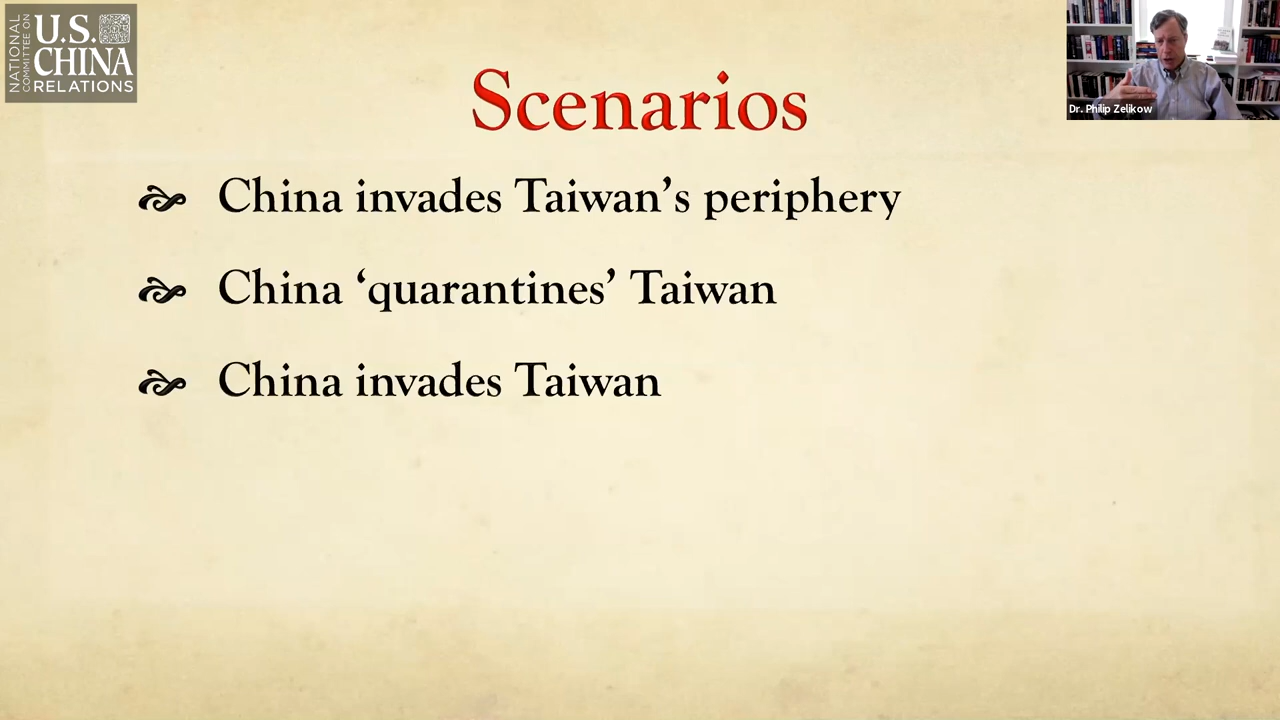 NATIONAL
COMMITTEE ON
U.S.
CHINA
RELATIONS
Dr. Philip Zelikow
Scenarios
China invades Taiwan’s periphery
China ‘quarantines’ Taiwan
China invades Taiwan